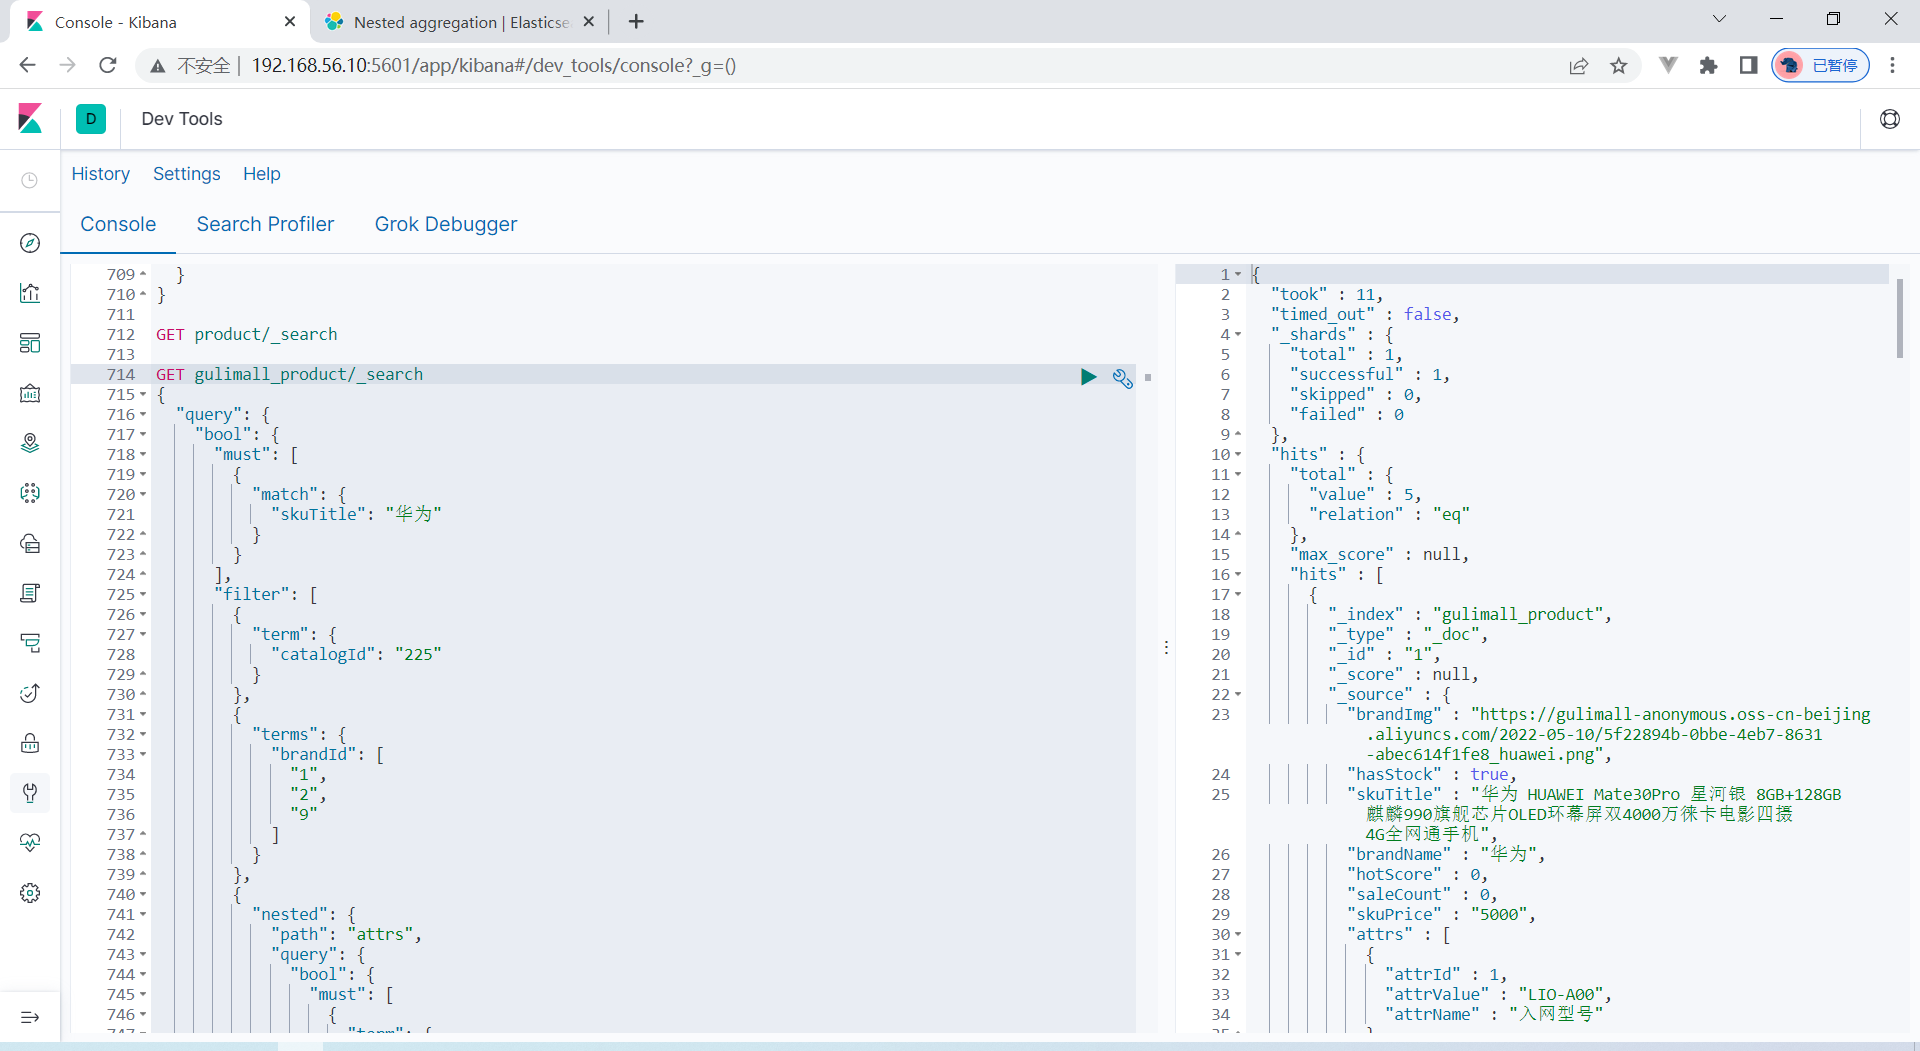 Console - Kibana
Nested aggregation | Elasticse
不安全 | 192.168.56.10:5601/app/kibana#/dev_tools/console?_g=()
已暂停
D
Dev Tools
History Settings Help
Console Search Profiler Grok Debugger
709 }
710 }
711
712 GET product/_search
713
714 GET gulimall_product/_search
715 {
716 "query": {
717 "bool": {
718 "must": [
719 {
720 "match": {
721 "skuTitle": "华为"
722 }
723 }
724 ],
725 "filter": [
726 {
727 "term": {
728 "catalogId": "225"
729 }
730 },
731 {
732 "terms": {
733 "brandId": [
734 "1",
735 "2",
736 "9"
737 ]
738 }
739 },
740 {
741 "nested": {
742 "path": "attrs",
743 "query": {
744 "bool": {
745 "must": [
746 {
747 "term": {
1 {
2 "took" : 11,
3 "timed_out" : false,
4 "_shards" : {
5 "total" : 1,
6 "successful" : 1,
7 "skipped" : 0,
8 "failed" : 0
9 },
10 "hits" : {
11 "total" : {
12 "value" : 5,
13 "relation" : "eq"
14 },
15 "max_score" : null,
16 "hits" : [
17 {
18 "_index" : "gulimall_product",
19 "_type" : "_doc",
20 "_id" : "1",
21 "_score" : null,
22 "_source" : {
23 "brandImg" : "https://gulimall-anonymous.oss-cn-beijing
.aliyuncs.com/2022-05-10/5f22894b-0bbe-4eb7-8631
-abec614f1fe8_huawei.png",
24 "hasStock" : true,
25 "skuTitle" : "华为 HUAWEI Mate30Pro 星河银 8GB+128GB
麒麟990旗舰芯片OLED环幕屏双4000万徕卡电影四摄
4G全网通手机",
26 "brandName" : "华为",
27 "hotScore" : 0,
28 "saleCount" : 0,
29 "skuPrice" : "5000",
30 "attrs" : [
31 {
32 "attrId" : 1,
33 "attrValue" : "LIO-A00",
34 "attrName" : "入网型号"
35 }